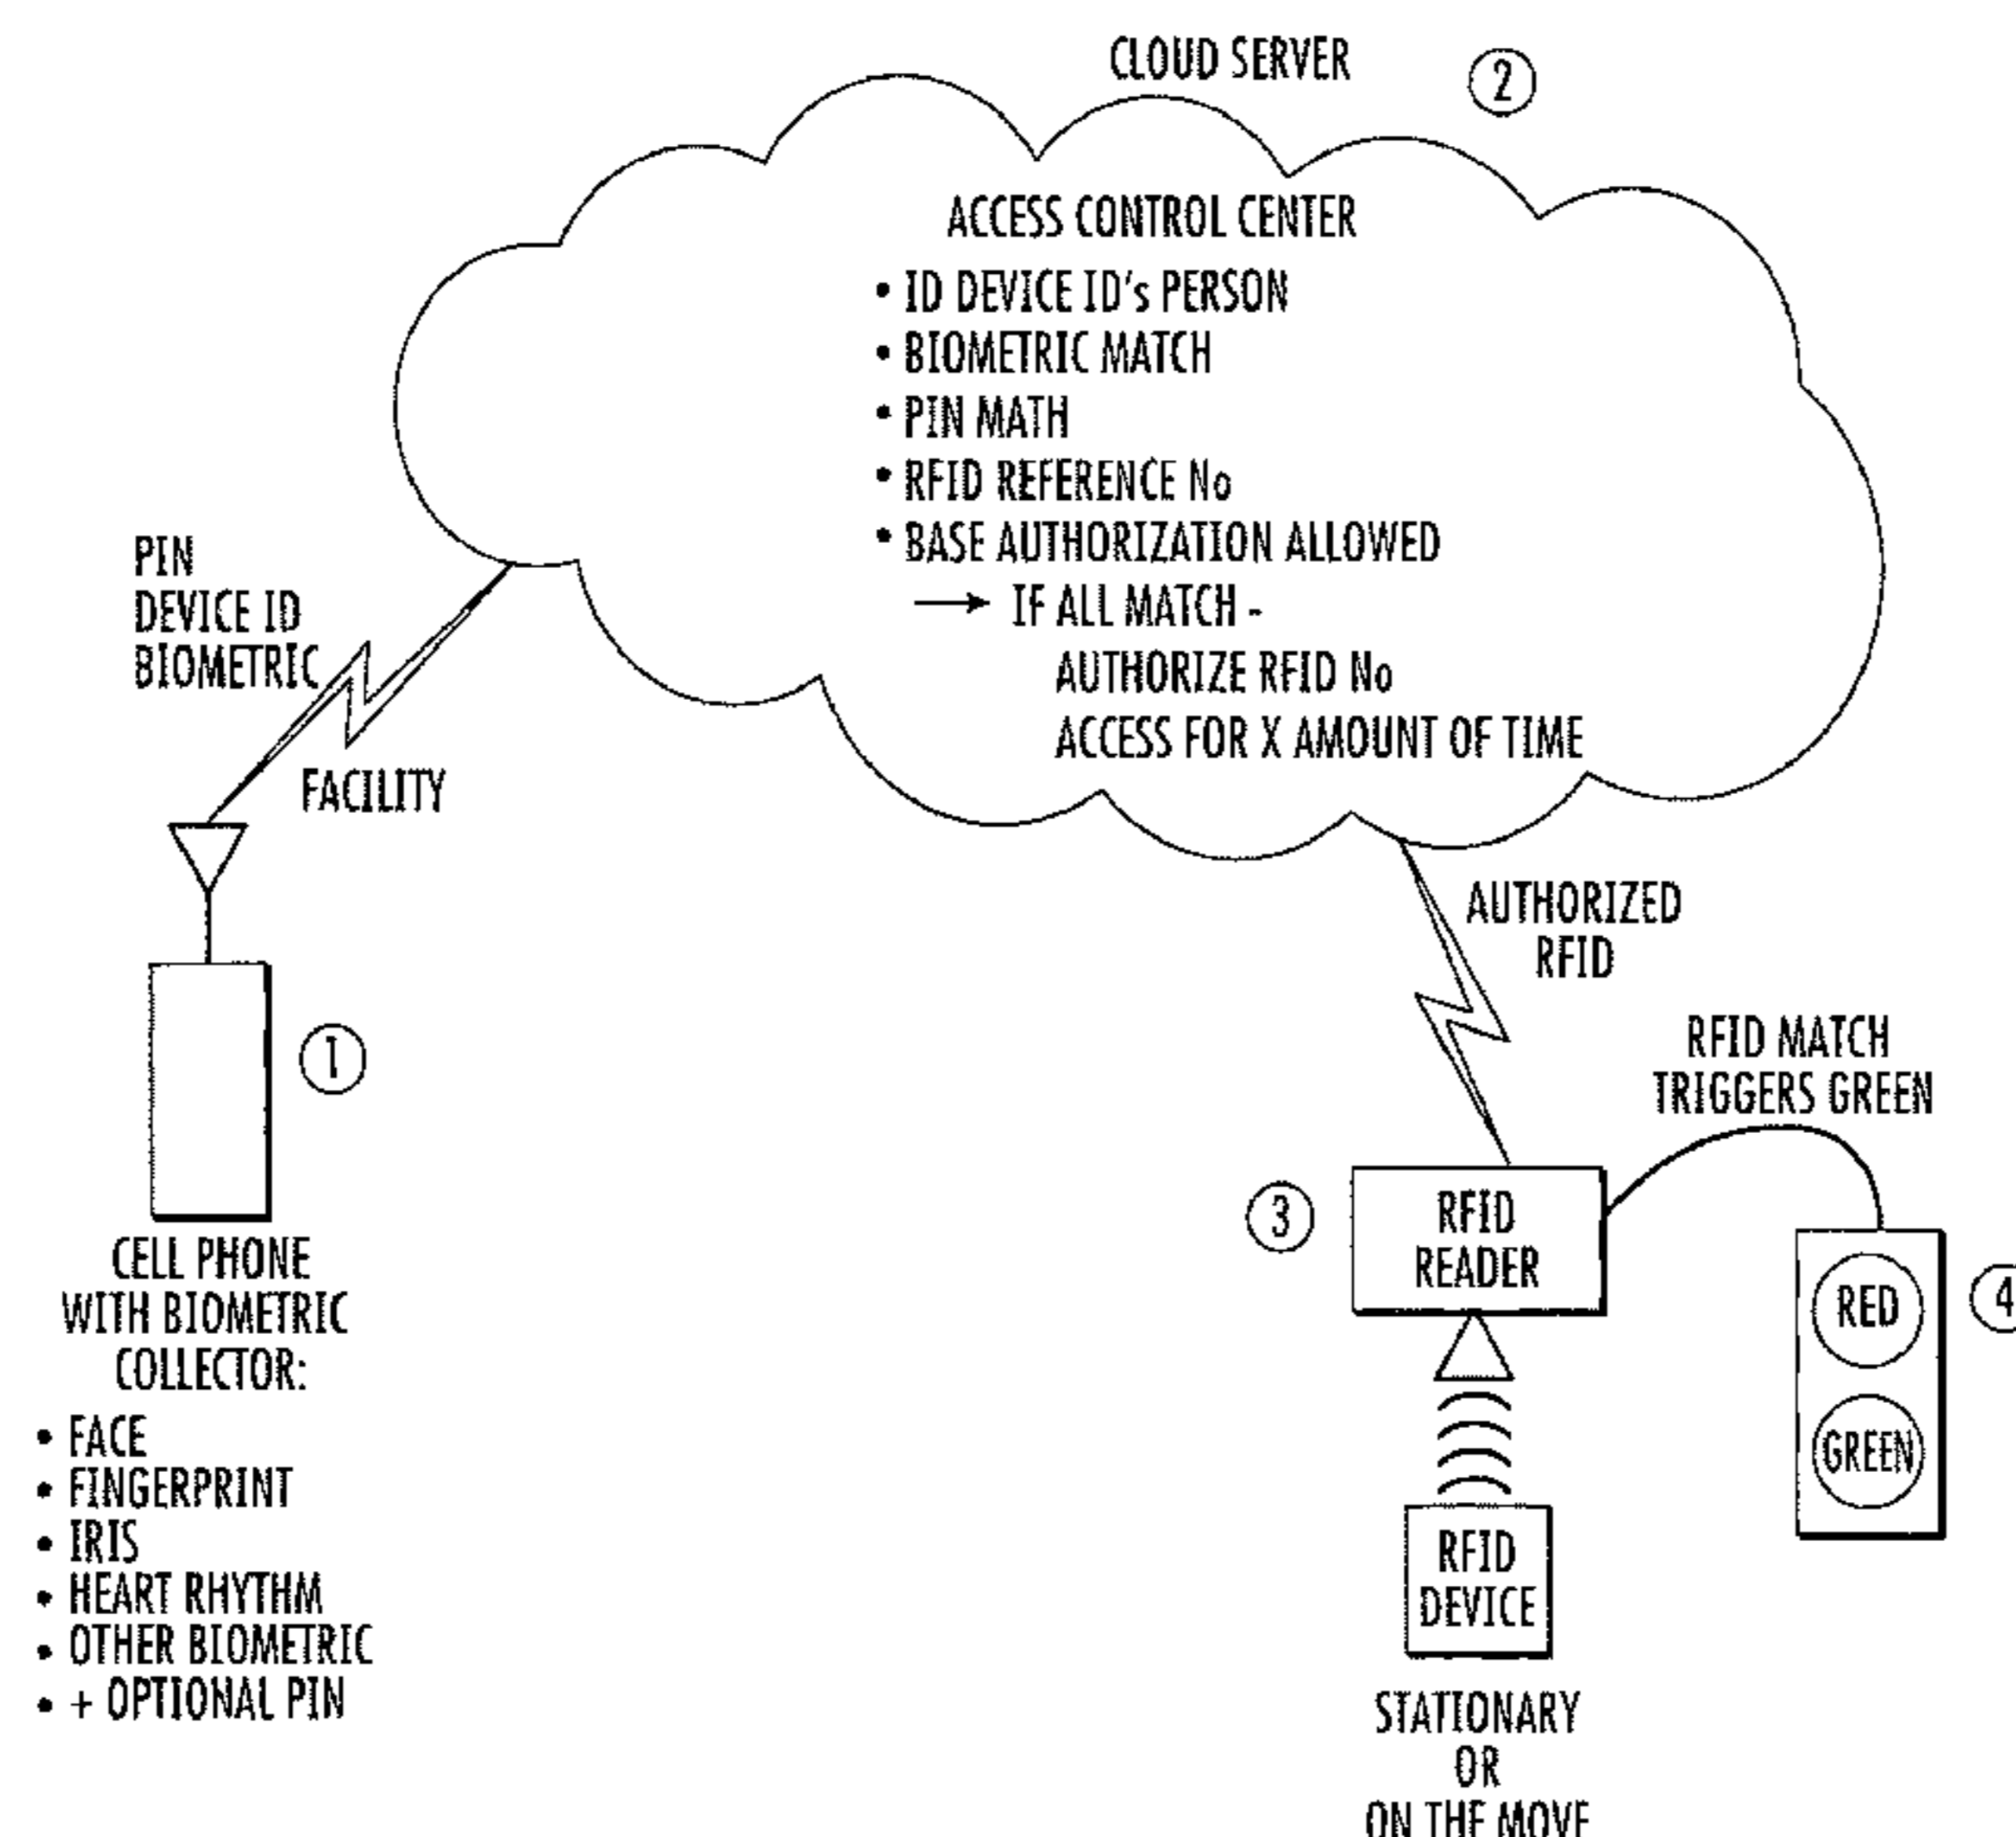 CLOUD SERVER
2
ACCESS CONTROL CENTER
• ID DEVICE ID's PERSON
• BIOMETRIC MATCH
• PIN MATH
• RFID REFERENCE No
• BASE AUTHORIZATION ALLOWED
→ IF ALL MATCH -
AUTHORIZE RFID No
ACCESS FOR X AMOUNT OF TIME
PIN
DEVICE ID
BIOMETRIC
FACILITY
1
CELL PHONE
WITH BIOMETRIC
COLLECTOR:
• FACE
• FINGERPRINT
• IRIS
• HEART RHYTHM
• OTHER BIOMETRIC
• + OPTIONAL PIN
AUTHORIZED
RFID
RFID MATCH
TRIGGERS GREEN
3
RFID
READER
4
RED
GREEN
RFID
DEVICE
STATIONARY
OR
ON THE MOVE